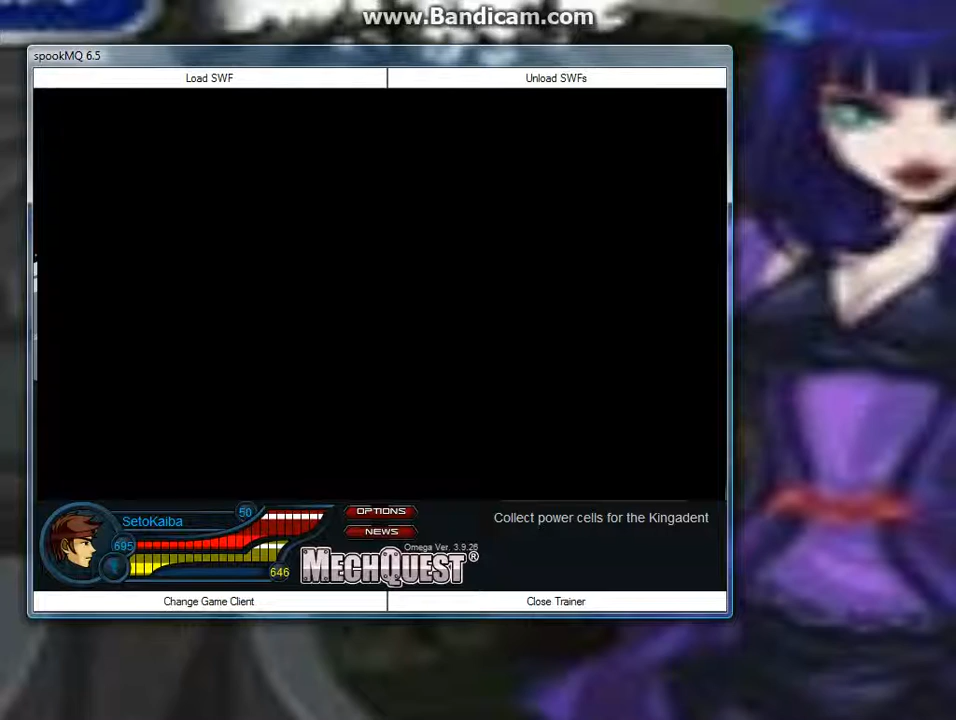 www.Bandicam.com
spookMQ 6.5
Load SWF
Unload SWFs
SetoKaiba
50
695
646
OPTIONS
NEWS
Omega Ver. 3.9.28
MECHQUEST®
Collect power cells for the Kingadent
Change Game Client
Close Trainer